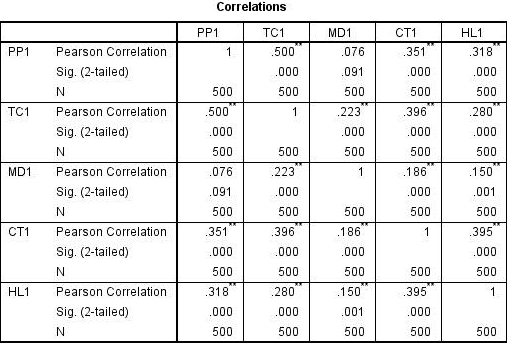 Correlations
PP1 TC1 MD1 CT1 HL1
PP1 Pearson Correlation 1 .500** .076 .351** .318**
Sig. (2-tailed) .000 .091 .000 .000
N 500 500 500 500 500
TC1 Pearson Correlation .500** 1 .223** .396** .280**
Sig. (2-tailed) .000 .000 .000 .000
N 500 500 500 500 500
MD1 Pearson Correlation .076 .223** 1 .186** .150**
Sig. (2-tailed) .091 .000 .000 .001
N 500 500 500 500 500
CT1 Pearson Correlation .351** .396** .186** 1 .395**
Sig. (2-tailed) .000 .000 .000 .000
N 500 500 500 500 500
HL1 Pearson Correlation .318** .280** .150** .395** 1
Sig. (2-tailed) .000 .000 .001 .000
N 500 500 500 500 500